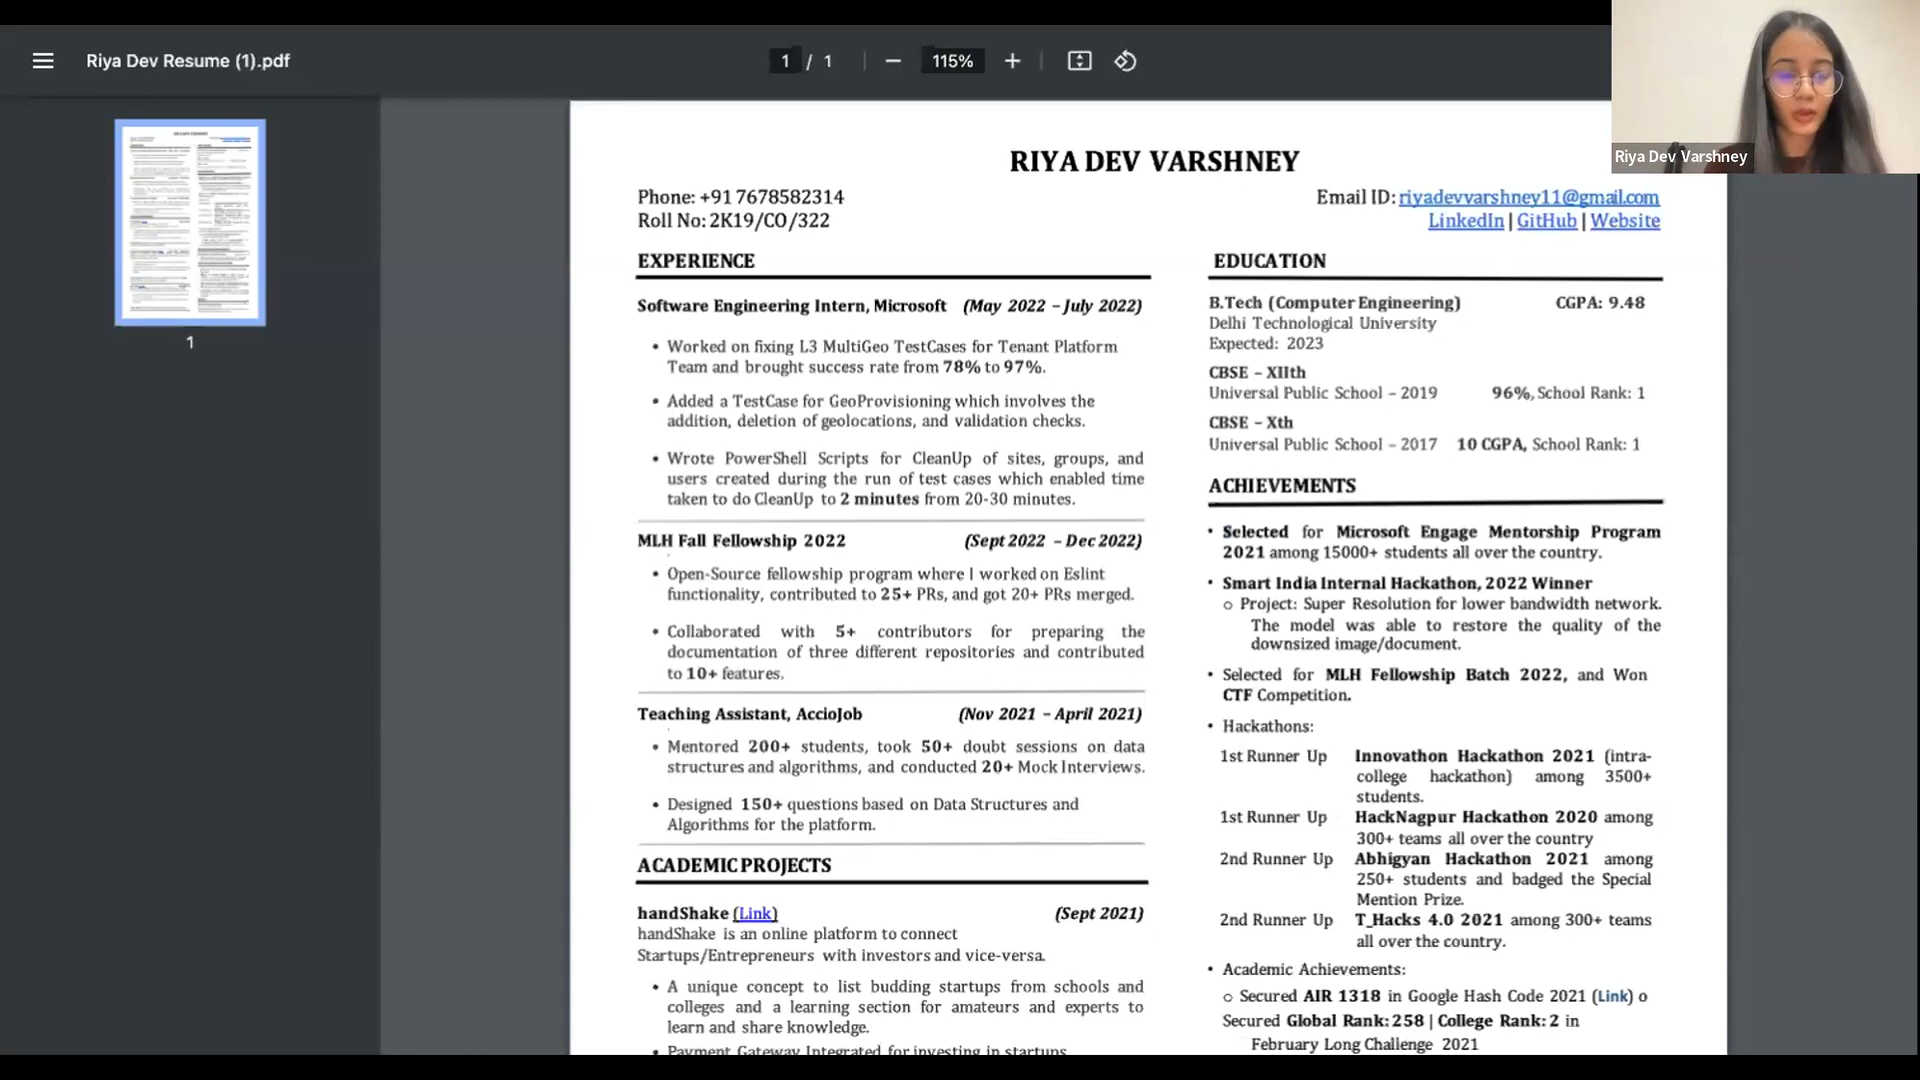 Riya Dev Resume (1).pdf
1 / 1
115%
Riya Dev Varshney
1
RIYA DEV VARSHNEY
Phone: +91 7678582314
Roll No: 2K19/CO/322
Email ID: riyadevvarshney11@gmail.com
LinkedIn | GitHub | Website
EXPERIENCE
Software Engineering Intern, Microsoft (May 2022 – July 2022)
• Worked on fixing L3 MultiGeo TestCases for Tenant Platform
Team and brought success rate from 78% to 97%.
• Added a TestCase for GeoProvisioning which involves the
addition, deletion of geolocations, and validation checks.
• Wrote PowerShell Scripts for CleanUp of sites, groups, and
users created during the run of test cases which enabled time
taken to do CleanUp to 2 minutes from 20-30 minutes.
MLH Fall Fellowship 2022 (Sept 2022 – Dec 2022)
• Open-Source fellowship program where I worked on Eslint
functionality, contributed to 25+ PRs, and got 20+ PRs merged.
• Collaborated with 5+ contributors for preparing the
documentation of three different repositories and contributed
to 10+ features.
Teaching Assistant, AccioJob (Nov 2021 – April 2021)
• Mentored 200+ students, took 50+ doubt sessions on data
structures and algorithms, and conducted 20+ Mock Interviews.
• Designed 150+ questions based on Data Structures and
Algorithms for the platform.
ACADEMIC PROJECTS
handShake (Link) (Sept 2021)
handShake is an online platform to connect
Startups/Entrepreneurs with investors and vice-versa.
• A unique concept to list budding startups from schools and
colleges and a learning section for amateurs and experts to
learn and share knowledge.
• Payment Gateway Integrated for investing in startups
EDUCATION
B.Tech (Computer Engineering) CGPA: 9.48
Delhi Technological University
Expected: 2023
CBSE – XIIth
Universal Public School – 2019 96%, School Rank: 1
CBSE – Xth
Universal Public School – 2017 10 CGPA, School Rank: 1
ACHIEVEMENTS
• Selected for Microsoft Engage Mentorship Program
2021 among 15000+ students all over the country.
• Smart India Internal Hackathon, 2022 Winner
o Project: Super Resolution for lower bandwidth network.
The model was able to restore the quality of the
downsized image/document.
• Selected for MLH Fellowship Batch 2022, and Won
CTF Competition.
• Hackathons:
1st Runner Up Innovathon Hackathon 2021 (intra-
college hackathon) among 3500+
students.
1st Runner Up HackNagpur Hackathon 2020 among
300+ teams all over the country
2nd Runner Up Abhigyan Hackathon 2021 among
250+ students and badged the Special
Mention Prize.
2nd Runner Up T_Hacks 4.0 2021 among 300+ teams
all over the country.
• Academic Achievements:
o Secured AIR 1318 in Google Hash Code 2021 (Link) o
Secured Global Rank: 258 | College Rank: 2 in
February Long Challenge 2021